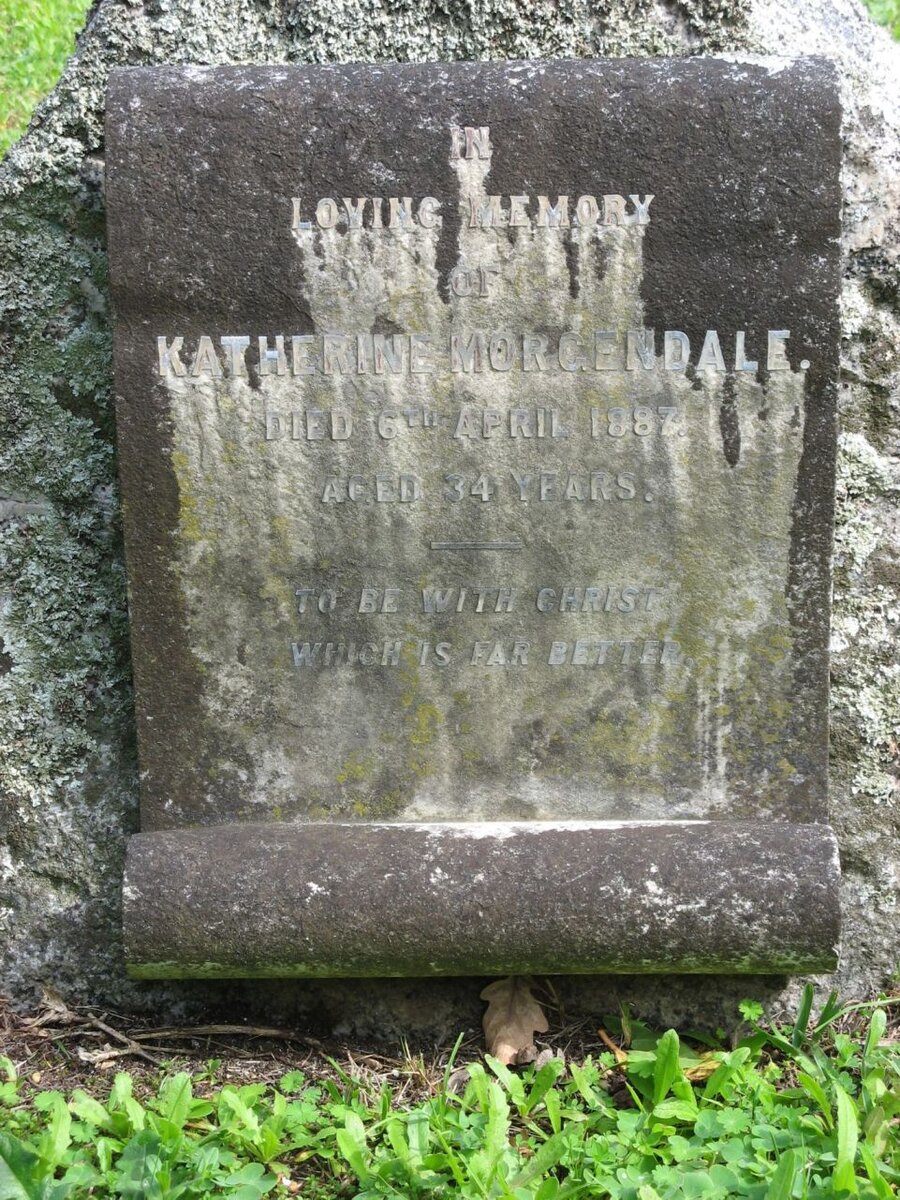 IN
LOVING MEMORY
OF
KATHERINE MORGENDALE.
DIED 6TH APRIL 1887.
AGED 34 YEARS.
TO BE WITH CHRIST
WHICH IS FAR BETTER.